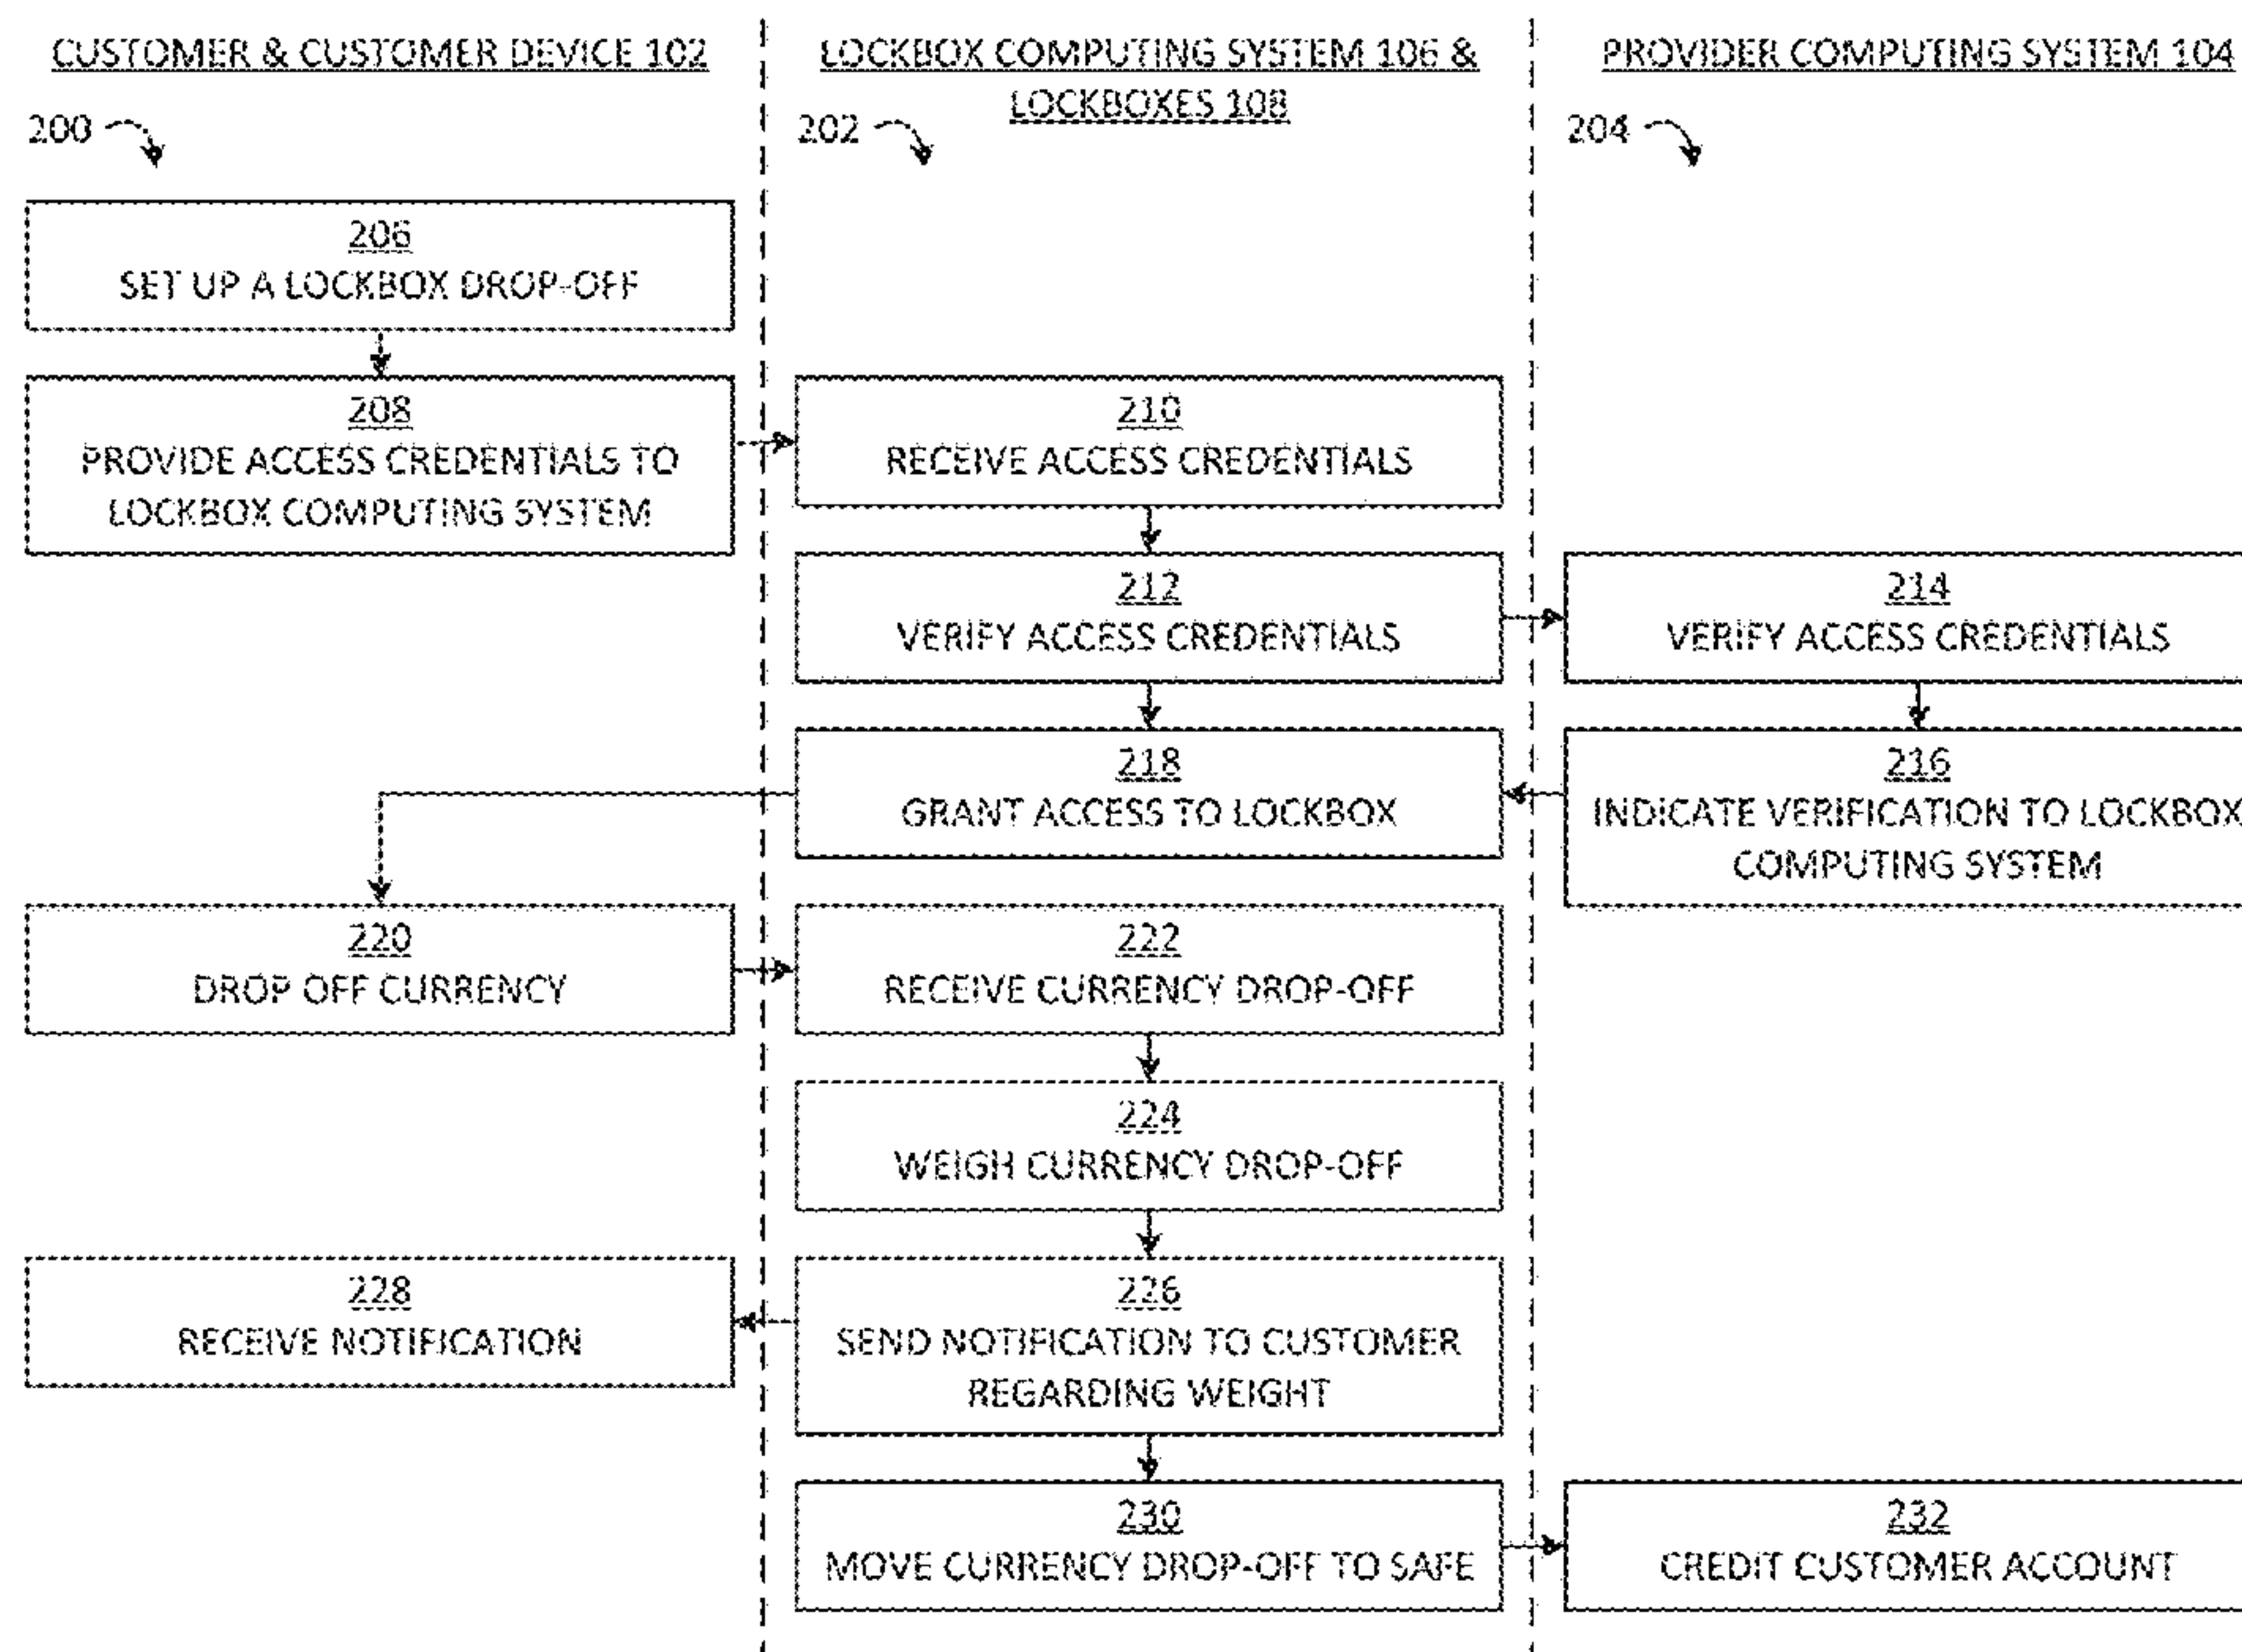 CUSTOMER & CUSTOMER DEVICE 102
LOCKBOX COMPUTING SYSTEM 106 &
LOCKBOXES 108
PROVIDER COMPUTING SYSTEM 104
200
202
204
206
SET UP A LOCKBOX DROP-OFF
208
PROVIDE ACCESS CREDENTIALS TO
LOCKBOX COMPUTING SYSTEM
210
RECEIVE ACCESS CREDENTIALS
212
VERIFY ACCESS CREDENTIALS
214
VERIFY ACCESS CREDENTIALS
218
GRANT ACCESS TO LOCKBOX
216
INDICATE VERIFICATION TO LOCKBOX
COMPUTING SYSTEM
220
DROP OFF CURRENCY
222
RECEIVE CURRENCY DROP-OFF
224
WEIGH CURRENCY DROP-OFF
228
RECEIVE NOTIFICATION
226
SEND NOTIFICATION TO CUSTOMER
REGARDING WEIGHT
230
MOVE CURRENCY DROP-OFF TO SAFE
232
CREDIT CUSTOMER ACCOUNT